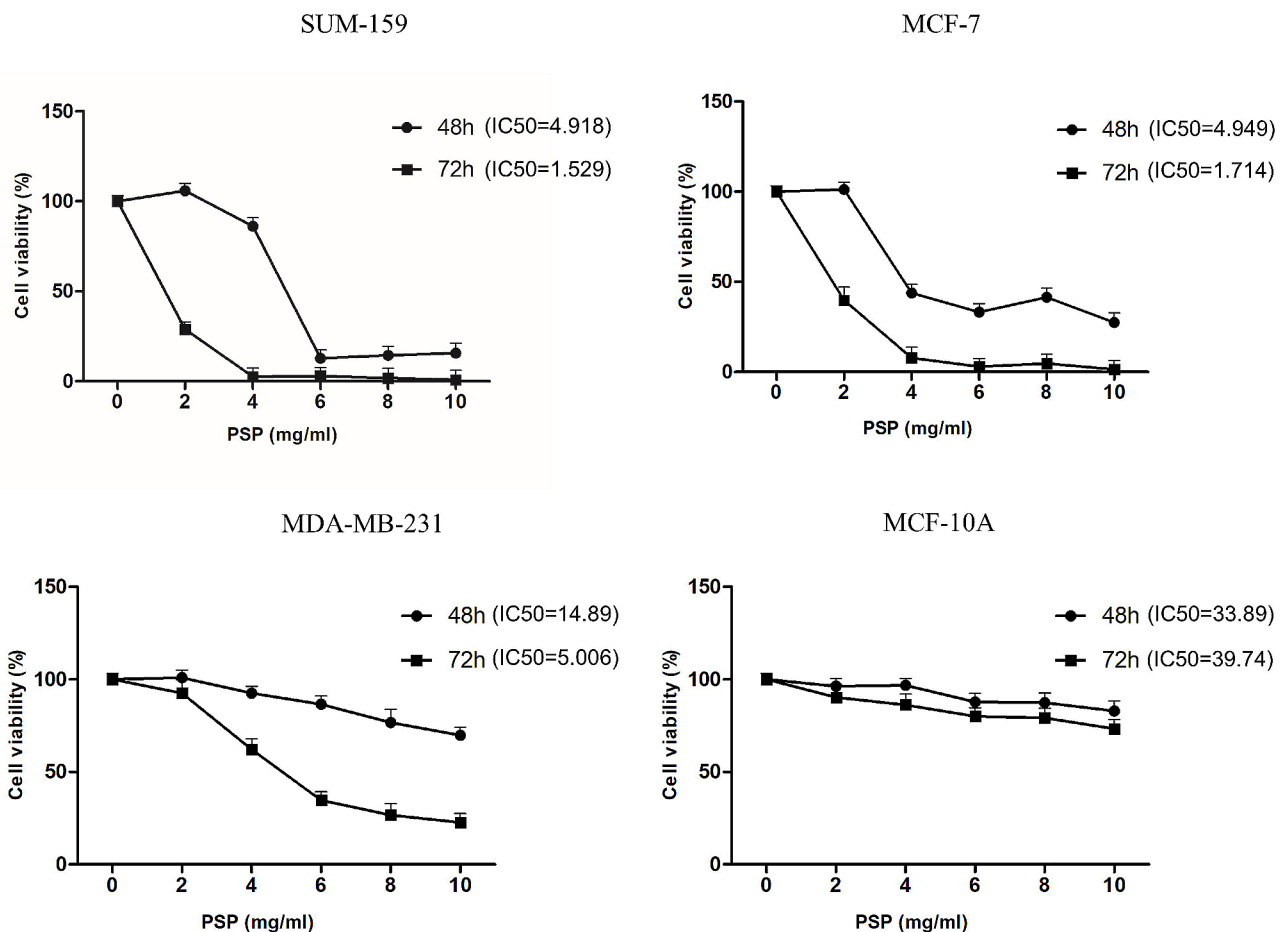 SUM-159
150
100
50
0
Cell viability (%)
48h (IC50=4.918)
72h (IC50=1.529)
0 2 4 6 8 10
PSP (mg/ml)
MCF-7
150
100
50
0
Cell viability (%)
48h (IC50=4.949)
72h (IC50=1.714)
0 2 4 6 8 10
PSP (mg/ml)
MDA-MB-231
150
100
50
0
Cell viability (%)
48h (IC50=14.89)
72h (IC50=5.006)
0 2 4 6 8 10
PSP (mg/ml)
MCF-10A
150
100
50
0
Cell viability (%)
48h (IC50=33.89)
72h (IC50=39.74)
0 2 4 6 8 10
PSP (mg/ml)